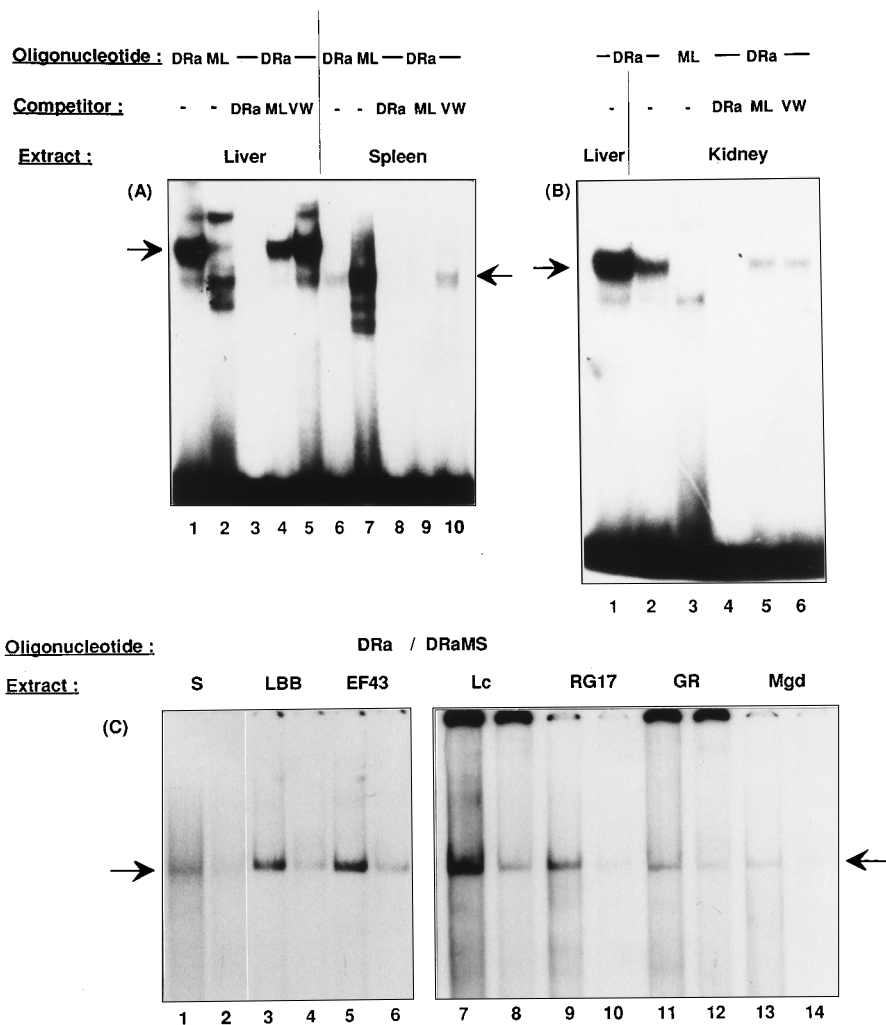 Oligonucleotide : DRa ML — DRa — DRa ML — DRa — – DRa – ML — DRa —
Competitor : - - DRa ML VW - - DRa ML VW - - - DRa ML VW
Extract : Liver Spleen Liver Kidney
(A) (B)
1 2 3 4 5 6 7 8 9 10
1 2 3 4 5 6
Oligonucleotide : DRa / DRaMS
Extract : S LBB EF43 Lc RG17 GR Mgd
(C)
1 2 3 4 5 6 7 8 9 10 11 12 13 14